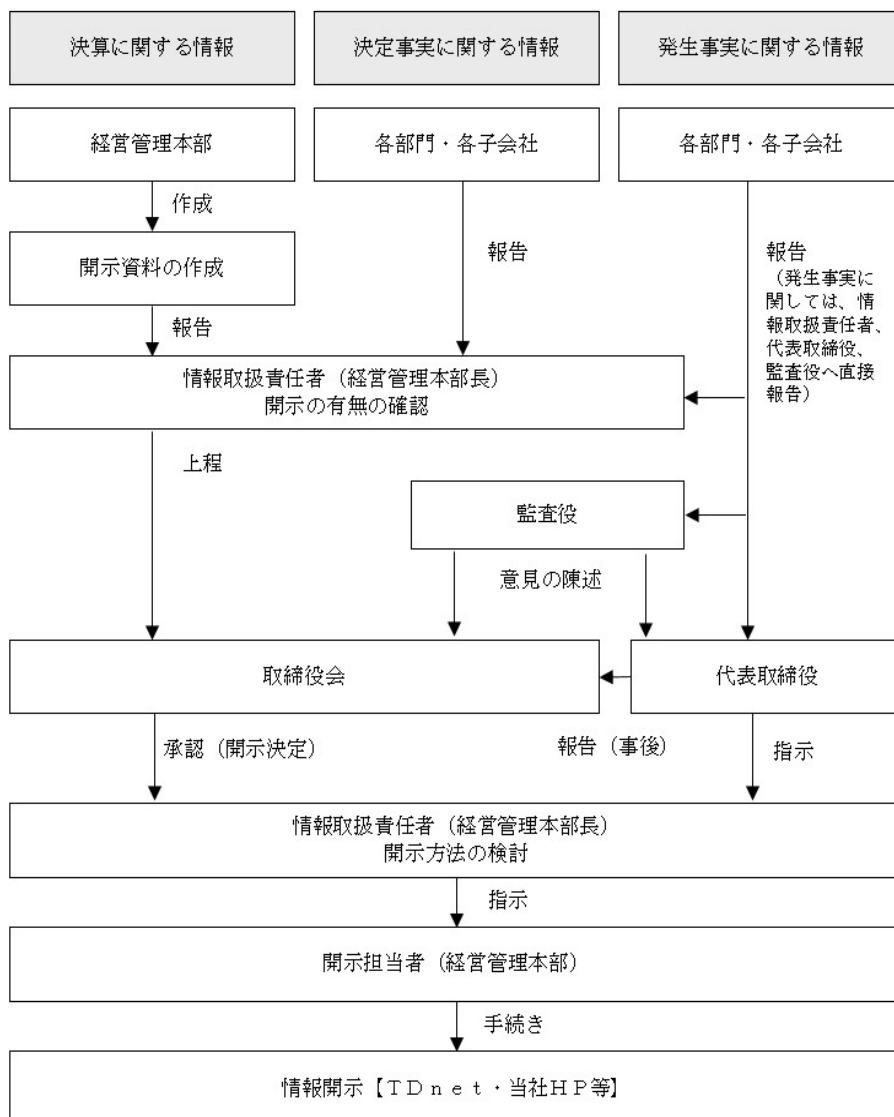 決算に関する情報
決定事実に関する情報
発生事実に関する情報
経営管理本部
各部門・各子会社
各部門・各子会社
作成
開示資料の作成
報告
報告
報告
（発生事実に
関しては、情
報取扱責任者、
代表取締役、
監査役へ直接
報告）
情報取扱責任者（経営管理本部長）
開示の有無の確認
上程
監査役
意見の陳述
取締役会
代表取締役
承認（開示決定）
報告（事後）
指示
情報取扱責任者（経営管理本部長）
開示方法の検討
指示
開示担当者（経営管理本部）
手続き
情報開示【ＴＤｎｅｔ・当社ＨＰ等】